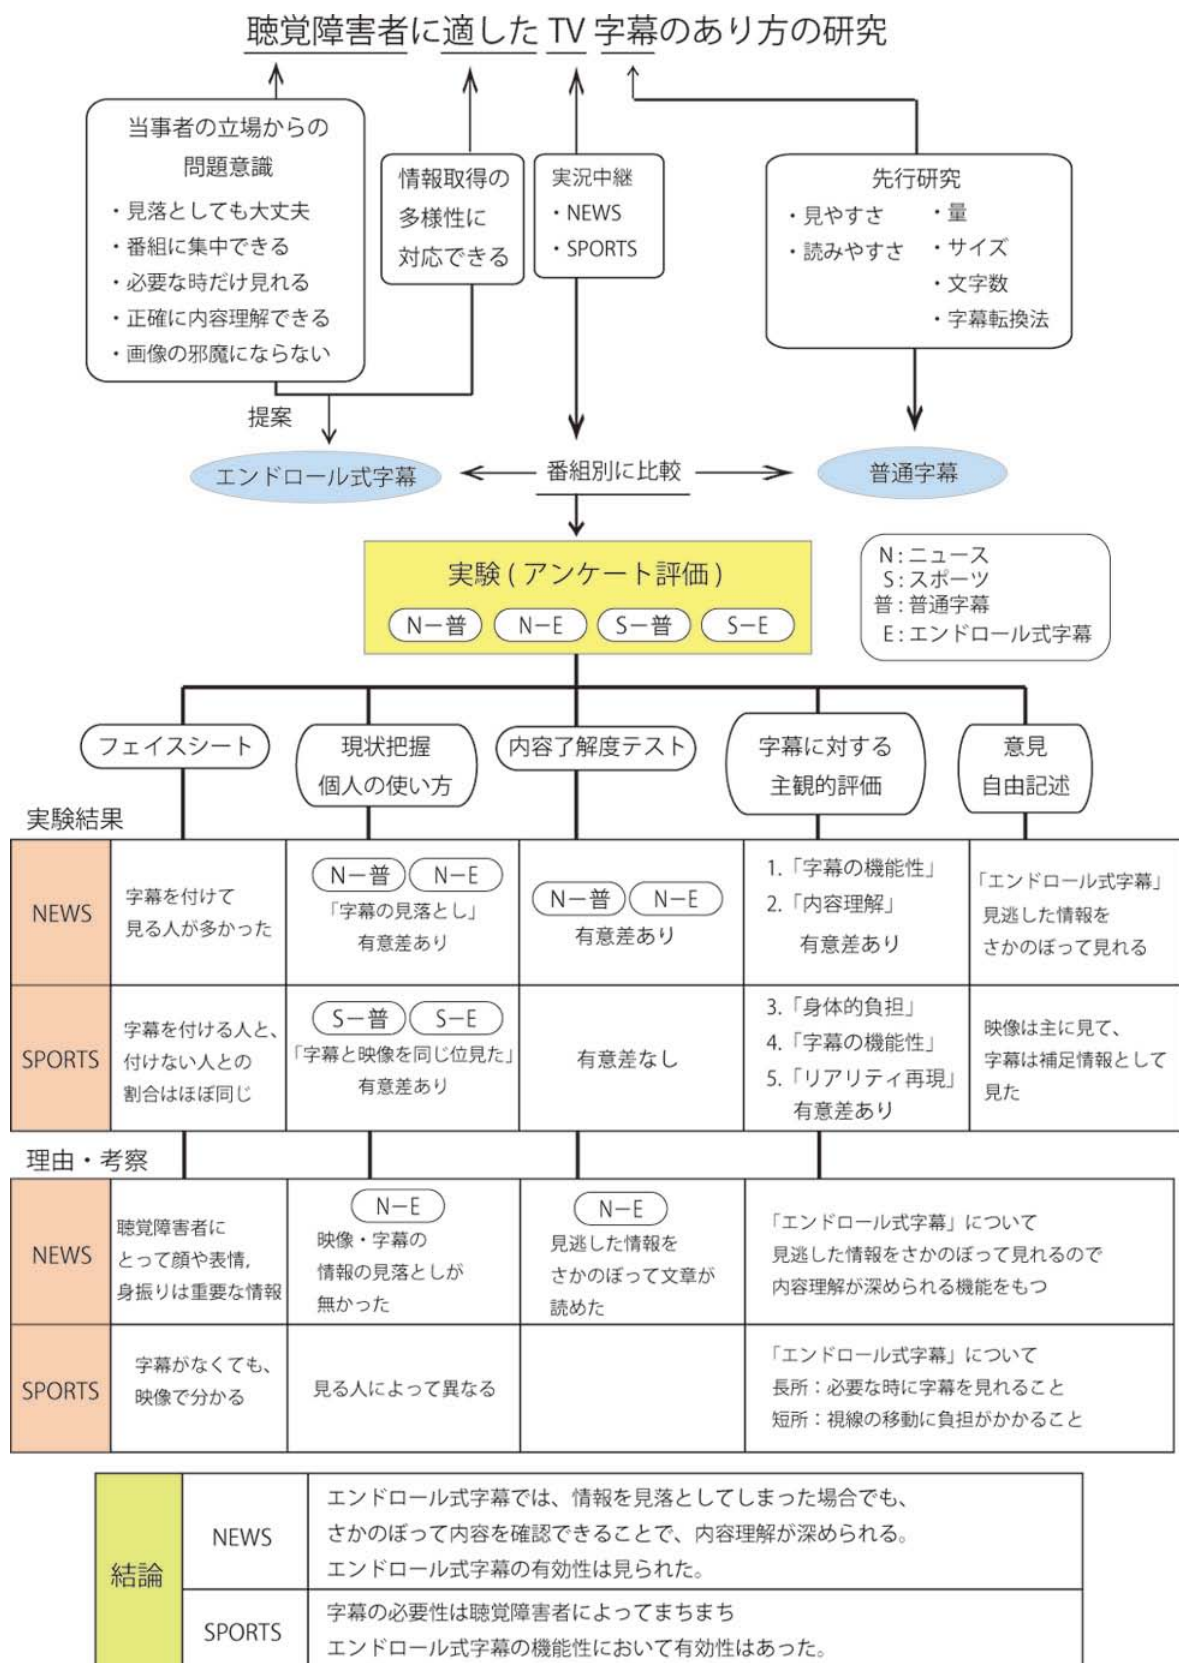 聴覚障害者に適した TV 字幕のあり方の研究
当事者の立場からの
問題意識
・見落としても大丈夫
・番組に集中できる
・必要な時だけ見れる
・正確に内容理解できる
・画像の邪魔にならない
情報取得の
多様性に
対応できる
実況中継
・NEWS
・SPORTS
先行研究
・見やすさ
・読みやすさ
・量
・サイズ
・文字数
・字幕転換法
提案
エンドロール式字幕
番組別に比較
普通字幕
実験 ( アンケート評価 )
N－普 N－E S－普 S－E
N : ニュース
S : スポーツ
普 : 普通字幕
E : エンドロール式字幕
フェイスシート
現状把握
個人の使い方
内容了解度テスト
字幕に対する
主観的評価
意見
自由記述
実験結果
NEWS
字幕を付けて
見る人が多かった
N－普 N－E
「字幕の見落とし」
有意差あり
N－普 N－E
有意差あり
1.「字幕の機能性」
2.「内容理解」
有意差あり
「エンドロール式字幕」
見逃した情報を
さかのぼって見れる
SPORTS
字幕を付ける人と、
付けない人との
割合はほぼ同じ
S－普 S－E
「字幕と映像を同じ位見た」
有意差あり
有意差なし
3.「身体的負担」
4.「字幕の機能性」
5.「リアリティ再現」
有意差あり
映像は主に見て、
字幕は補足情報として
見た
理由・考察
NEWS
聴覚障害者に
とって顔や表情,
身振りは重要な情報
N－E
映像・字幕の
情報の見落としが
無かった
N－E
見逃した情報を
さかのぼって文章が
読めた
「エンドロール式字幕」について
見逃した情報をさかのぼって見れるので
内容理解が深められる機能をもつ
SPORTS
字幕がなくても、
映像で分かる
見る人によって異なる
「エンドロール式字幕」について
長所：必要な時に字幕を見れること
短所：視線の移動に負担がかかること
結論
NEWS
エンドロール式字幕では、情報を見落としてしまった場合でも、
さかのぼって内容を確認できることで、内容理解が深められる。
エンドロール式字幕の有効性は見られた。
SPORTS
字幕の必要性は聴覚障害者によってまちまち
エンドロール式字幕の機能性において有効性はあった。